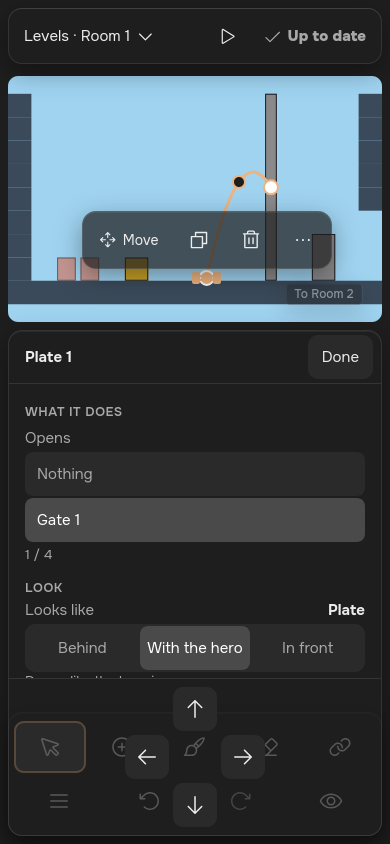 Levels · Room 1
Up to date
Move
To Room 2
Plate 1
Done
WHAT IT DOES
Opens
Nothing
Gate 1
1 / 4
LOOK
Looks like
Plate
Behind
With the hero
In front